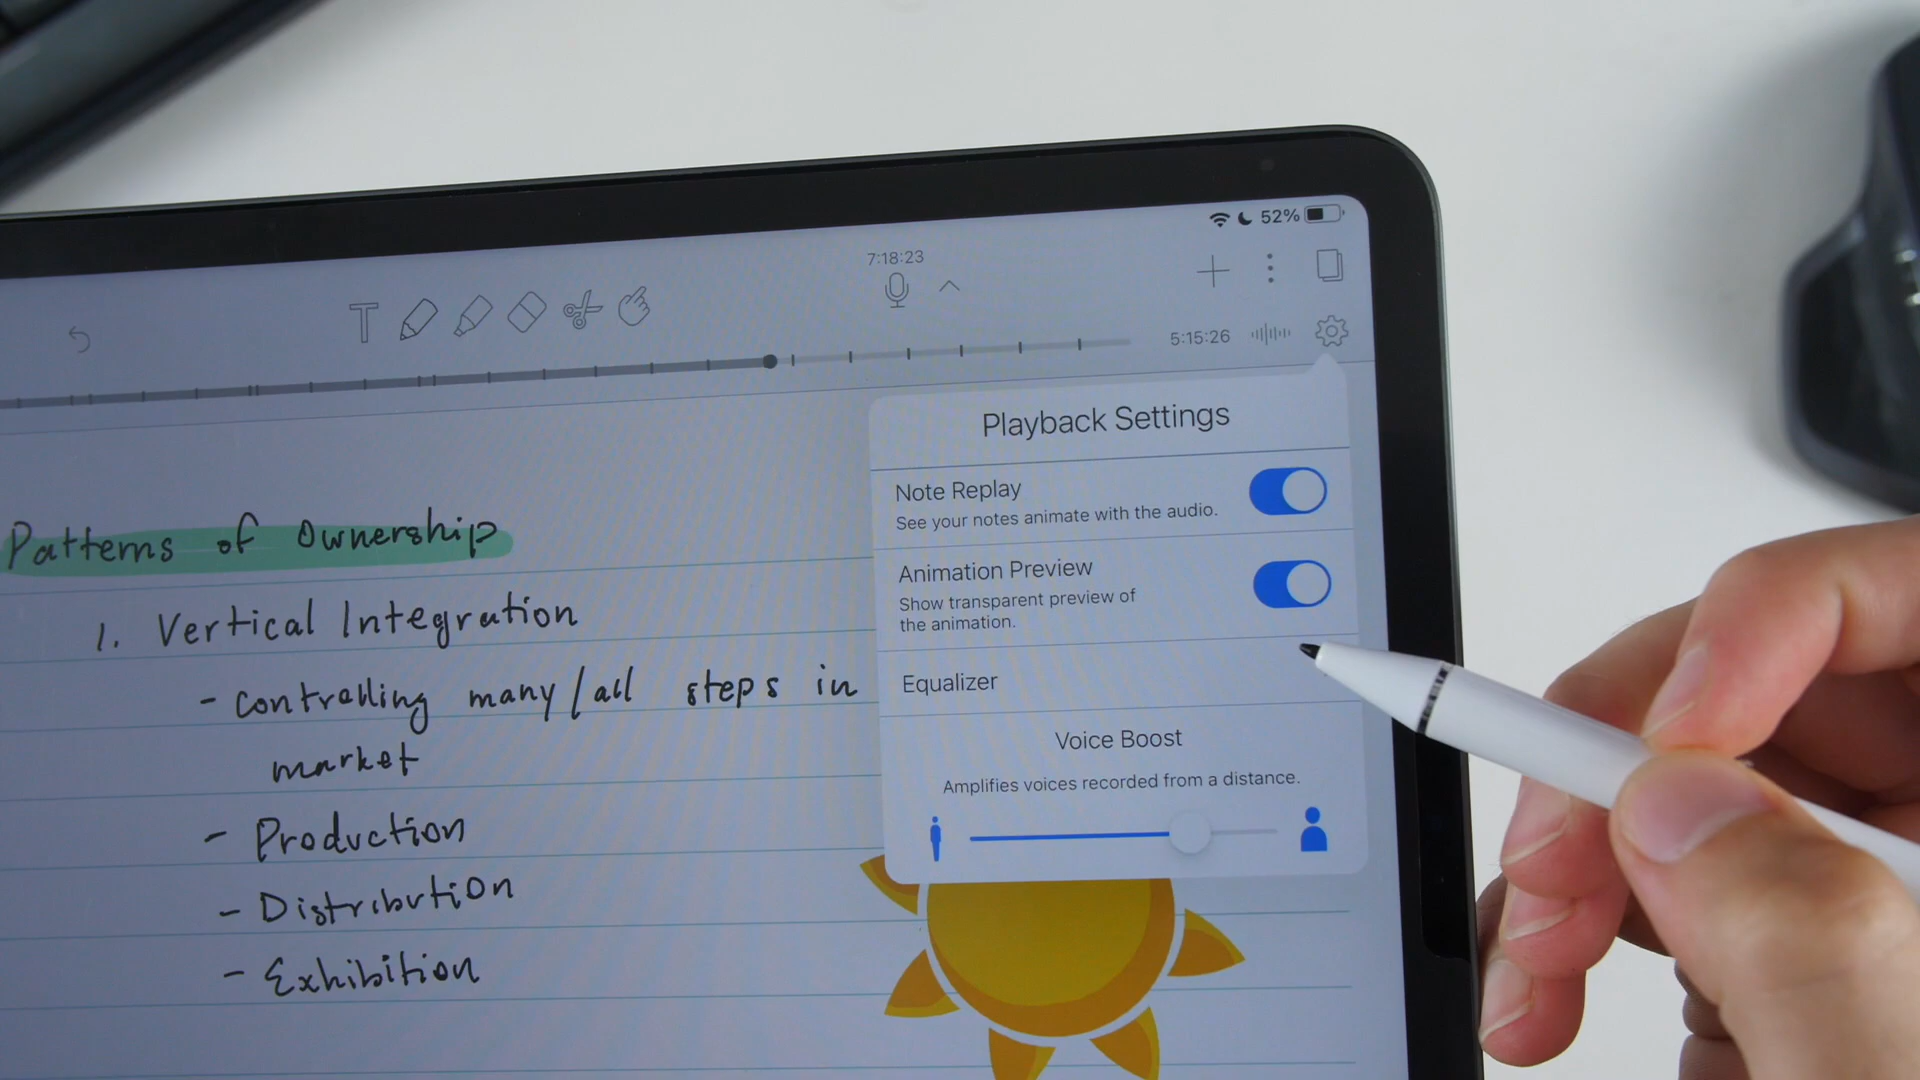 52%
7:18:23
T
5:15:26
Playback Settings
Note Replay
See your notes animate with the audio.
Animation Preview
Show transparent preview of
the animation.
Equalizer
Voice Boost
Amplifies voices recorded from a distance.
Patterns of Ownership
1. Vertical Integration
- controlling many/all steps in
market
- Production
- Distribution
- Exhibition